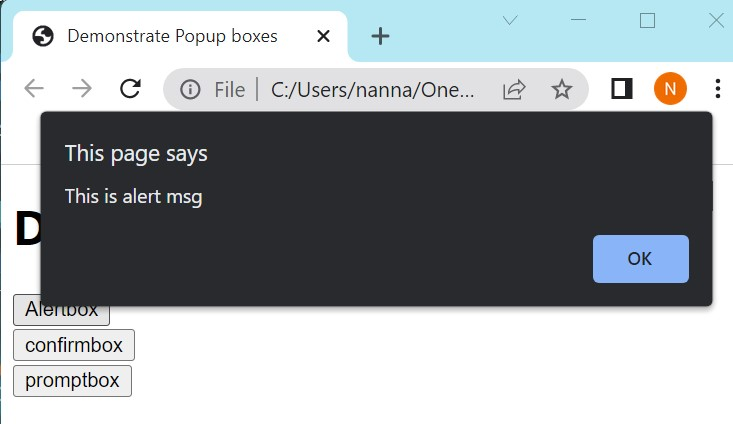 Demonstrate Popup boxes
File | C:/Users/nanna/One...
N
This page says
This is alert msg
OK
D
Alertbox
confirmbox
promptbox